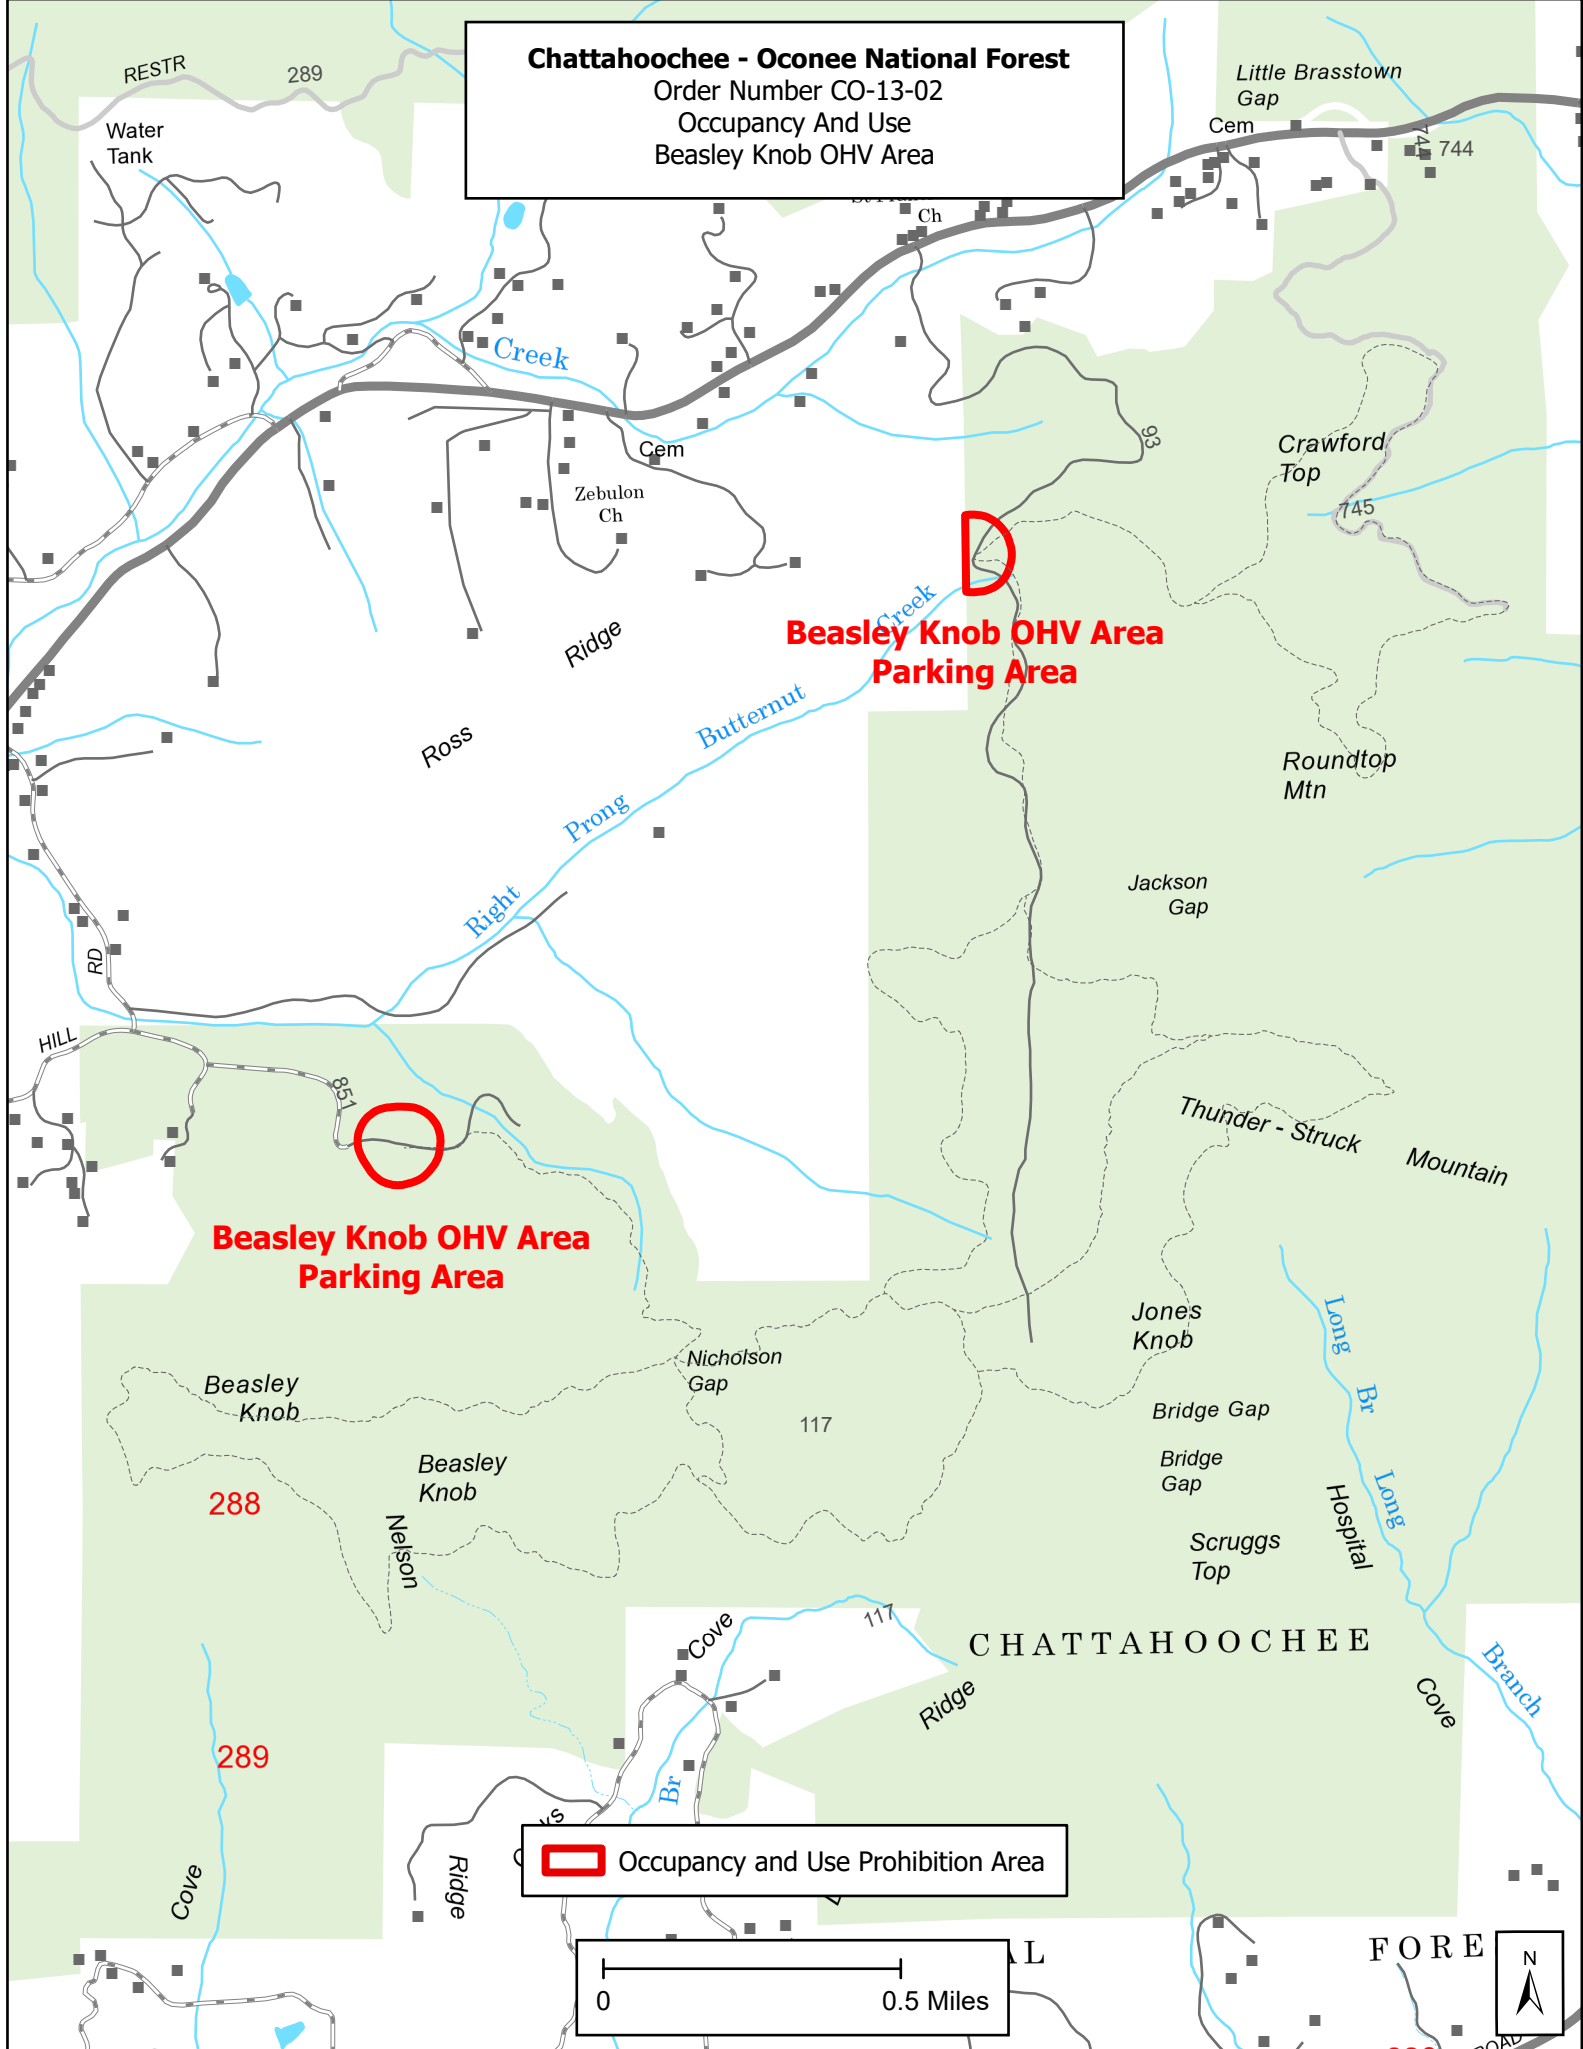 Chattahoochee - Oconee National Forest
Order Number CO-13-02
Occupancy And Use
Beasley Knob OHV Area
RESTR
289
Little Brasstown
Gap
Water
Tank
Cem
744
744
Ch
Creek
93
Crawford
Top
Cem
Zebulon
Ch
745
Creek
Beasley Knob OHV Area
Parking Area
Ridge
Butternut
Ross
Roundtop
Mtn
Prong
Jackson
Gap
Right
RD
HILL
851
Thunder - Struck
Mountain
Beasley Knob OHV Area
Parking Area
Jones
Knob
Long
Nicholson
Gap
Beasley
Knob
Br
Bridge Gap
117
Beasley
Knob
Bridge
Gap
Long
288
Hospital
Nelson
Scruggs
Top
117
Cove
CHATTAHOOCHEE
Branch
Ridge
Cove
289
Br
Occupancy and Use Prohibition Area
Cove
Ridge
AL
FORE
N
0
0.5 Miles